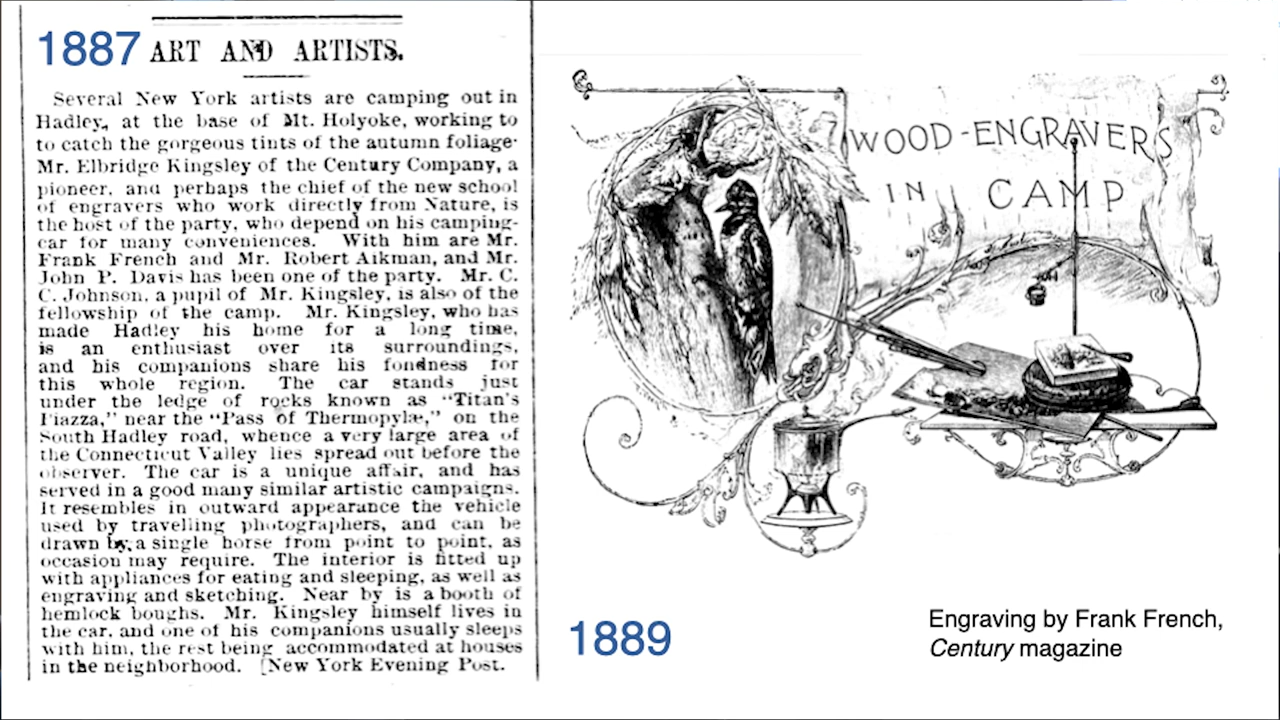 1887 ART AND ARTISTS.
Several New York artists are camping out in
Hadley, at the base of Mt. Holyoke, working to
to catch the gorgeous tints of the autumn foliage.
Mr. Elbridge Kingsley of the Century Company, a
pioneer, and perhaps the chief of the new school
of engravers who work directly from Nature, is
the host of the party, who depend on his camping-
car for many conveniences. With him are Mr.
Frank French and Mr. Robert Aikman, and Mr.
John P. Davis has been one of the party. Mr. C.
C. Johnson, a pupil of Mr. Kingsley, is also of the
fellowship of the camp. Mr. Kingsley, who has
made Hadley his home for a long time,
is an enthusiast over its surroundings,
and his companions share his fondness for
this whole region. The car stands just
under the ledge of rocks known as "Titan's
Piazza," near the "Pass of Thermopylæ," on the
South Hadley road, whence a very large area of
the Connecticut Valley lies spread out before the
observer. The car is a unique affair, and has
served in a good many similar artistic campaigns.
It resembles in outward appearance the vehicle
used by travelling photographers, and can be
drawn by a single horse from point to point, as
occasion may require. The interior is fitted up
with appliances for eating and sleeping, as well as
engraving and sketching. Near by is a booth of
hemlock boughs. Mr. Kingsley himself lives in
the car, and one of his companions usually sleeps
with him, the rest being accommodated at houses
in the neighborhood. [New York Evening Post.
WOOD-ENGRAVERS
IN CAMP
1889
Engraving by Frank French,
Century magazine